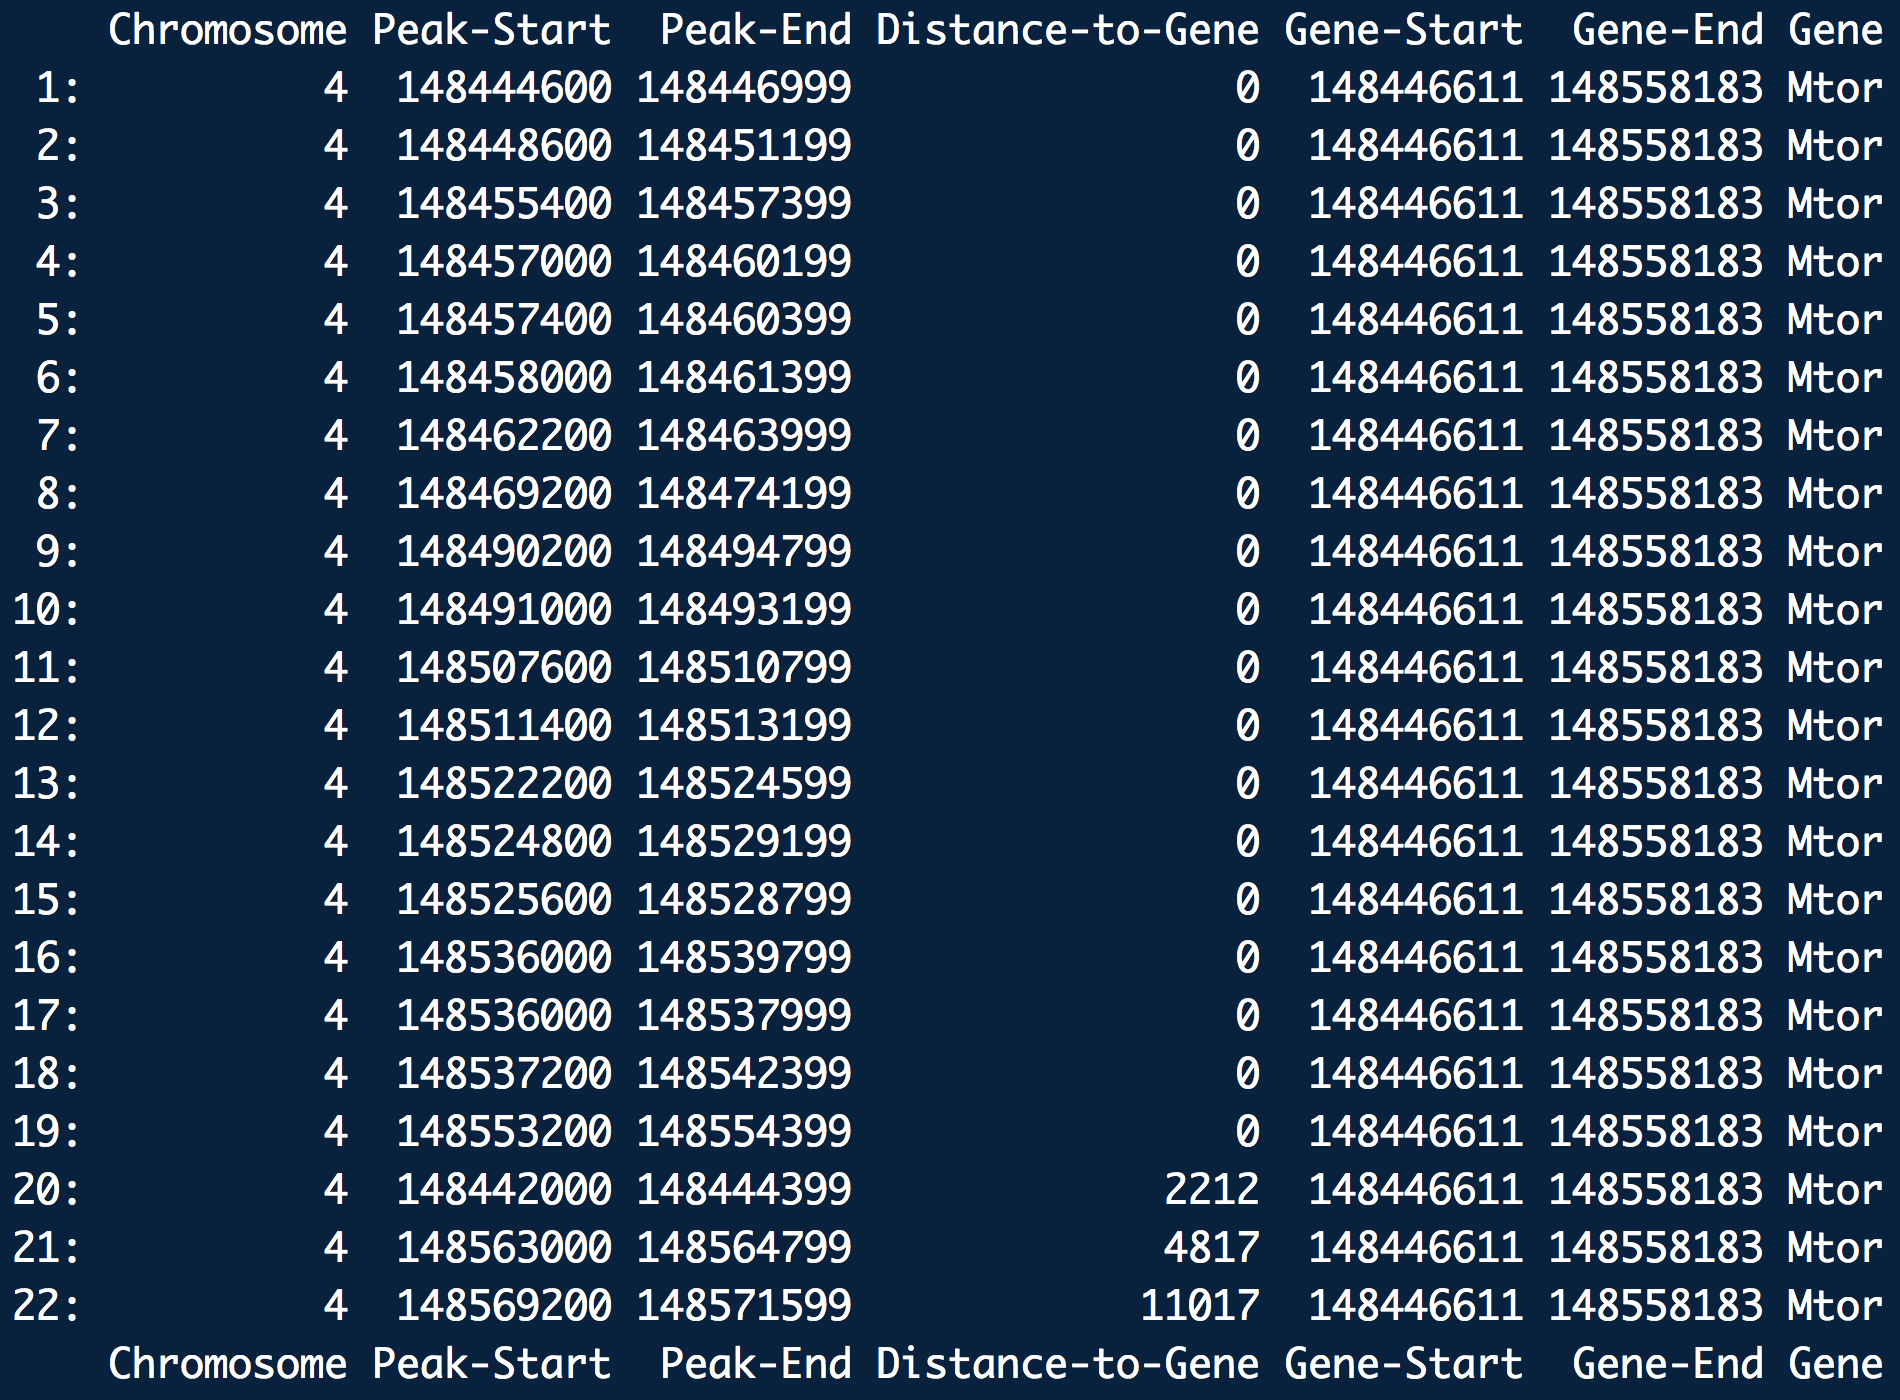 Chromosome Peak-Start Peak-End Distance-to-Gene Gene-Start Gene-End Gene
1: 4 148444600 148446999 0 148446611 148558183 Mtor
2: 4 148448600 148451199 0 148446611 148558183 Mtor
3: 4 148455400 148457399 0 148446611 148558183 Mtor
4: 4 148457000 148460199 0 148446611 148558183 Mtor
5: 4 148457400 148460399 0 148446611 148558183 Mtor
6: 4 148458000 148461399 0 148446611 148558183 Mtor
7: 4 148462200 148463999 0 148446611 148558183 Mtor
8: 4 148469200 148474199 0 148446611 148558183 Mtor
9: 4 148490200 148494799 0 148446611 148558183 Mtor
10: 4 148491000 148493199 0 148446611 148558183 Mtor
11: 4 148507600 148510799 0 148446611 148558183 Mtor
12: 4 148511400 148513199 0 148446611 148558183 Mtor
13: 4 148522200 148524599 0 148446611 148558183 Mtor
14: 4 148524800 148529199 0 148446611 148558183 Mtor
15: 4 148525600 148528799 0 148446611 148558183 Mtor
16: 4 148536000 148539799 0 148446611 148558183 Mtor
17: 4 148536000 148537999 0 148446611 148558183 Mtor
18: 4 148537200 148542399 0 148446611 148558183 Mtor
19: 4 148553200 148554399 0 148446611 148558183 Mtor
20: 4 148442000 148444399 2212 148446611 148558183 Mtor
21: 4 148563000 148564799 4817 148446611 148558183 Mtor
22: 4 148569200 148571599 11017 148446611 148558183 Mtor
Chromosome Peak-Start Peak-End Distance-to-Gene Gene-Start Gene-End Gene